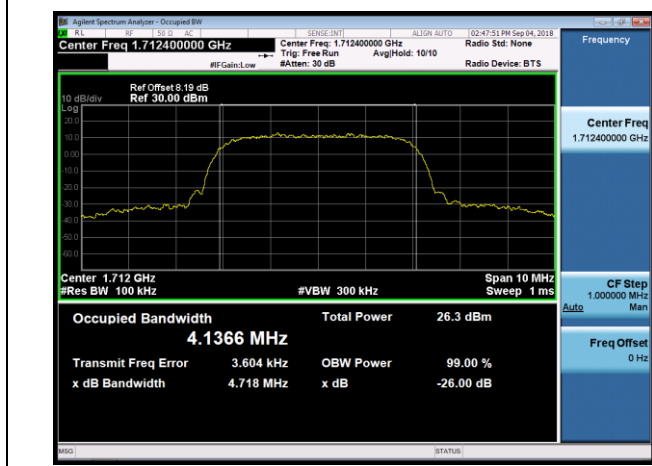 Agilent Spectrum Analyzer - Occupied BW
RL RF 50 Ω AC SENSE:INT ALIGN AUTO 02:47:51 PM Sep 04, 2018
Center Freq 1.712400000 GHz Center Freq: 1.712400000 GHz Radio Std: None Frequency
Trig: Free Run Avg|Hold: 10/10
#IFGain:Low #Atten: 30 dB Radio Device: BTS
Ref Offset 8.19 dB
10 dB/div Ref 30.00 dBm
Log
20.0
10.0
0.00
-10.0
-20.0
-30.0
-40.0
-50.0
-60.0
Center Freq
1.712400000 GHz
Center 1.712 GHz Span 10 MHz
#Res BW 100 kHz #VBW 300 kHz Sweep 1 ms
CF Step
1.000000 MHz
Auto Man
Occupied Bandwidth Total Power 26.3 dBm
4.1366 MHz
Transmit Freq Error 3.604 kHz OBW Power 99.00 %
x dB Bandwidth 4.718 MHz x dB -26.00 dB
Freq Offset
0 Hz
MSG STATUS